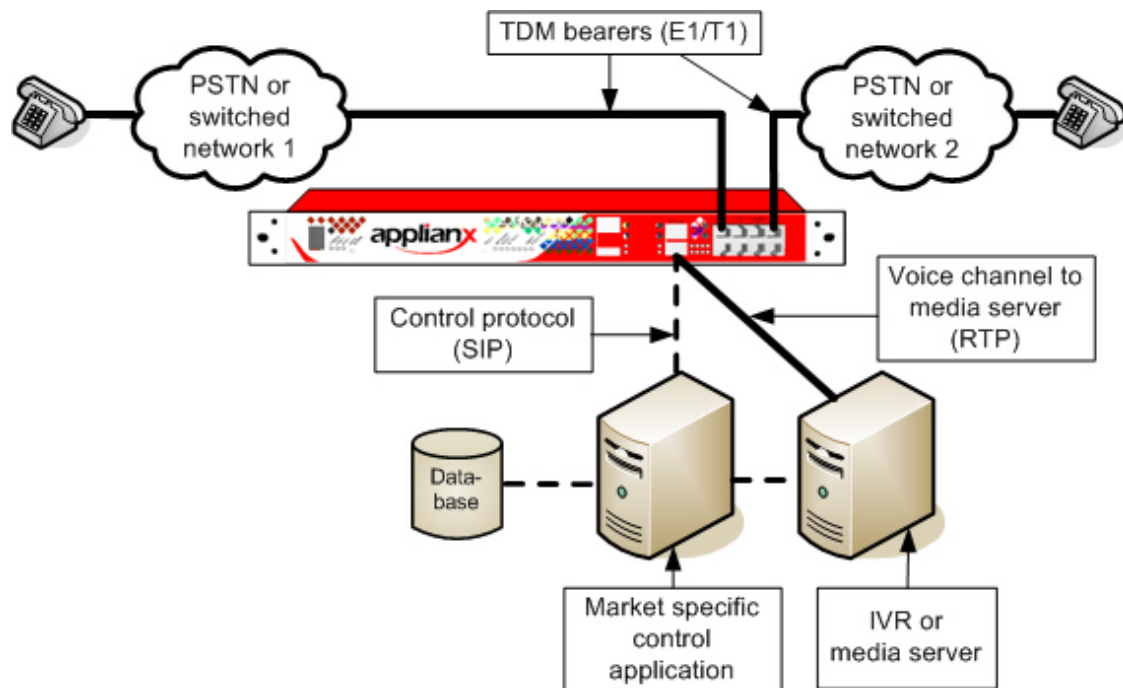 TDM bearers (E1/T1)
PSTN or
switched
network 1
PSTN or
switched
network 2
applianx
Control protocol
(SIP)
Voice channel to
media server
(RTP)
Data-
base
Market specific
control
application
IVR or
media server